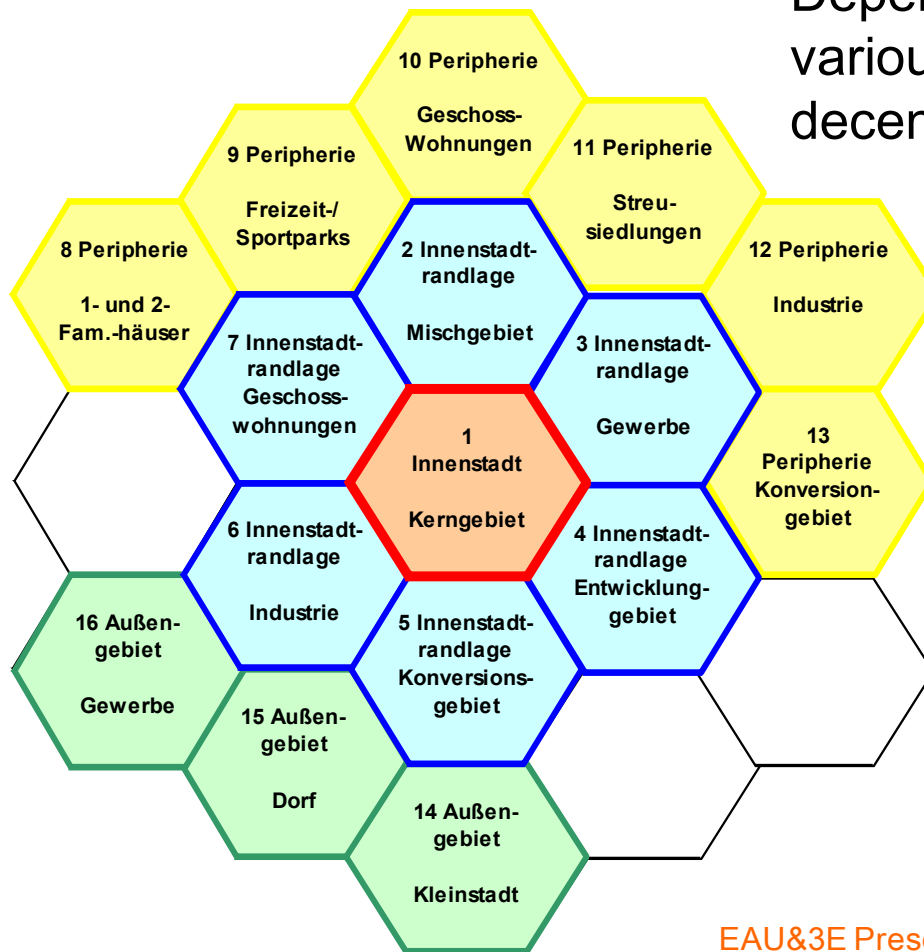 10 Peripherie
Geschoss-
Wohnungen
9 Peripherie
Freizeit-/
Sportparks
11 Peripherie
Streu-
siedlungen
8 Peripherie
1- und 2-
Fam.-häuser
2 Innenstadt-
randlage
Mischgebiet
12 Peripherie
Industrie
7 Innenstadt-
randlage
Geschoss-
wohnungen
3 Innenstadt-
randlage
Gewerbe
1
Innenstadt
Kerngebiet
13
Peripherie
Konversion-
gebiet
6 Innenstadt-
randlage
Industrie
4 Innenstadt-
randlage
Entwicklung-
gebiet
16 Außen-
gebiet
Gewerbe
5 Innenstadt-
randlage
Konversions-
gebiet
15 Außen-
gebiet
Dorf
14 Außen-
gebiet
Kleinstadt
EAU&3E